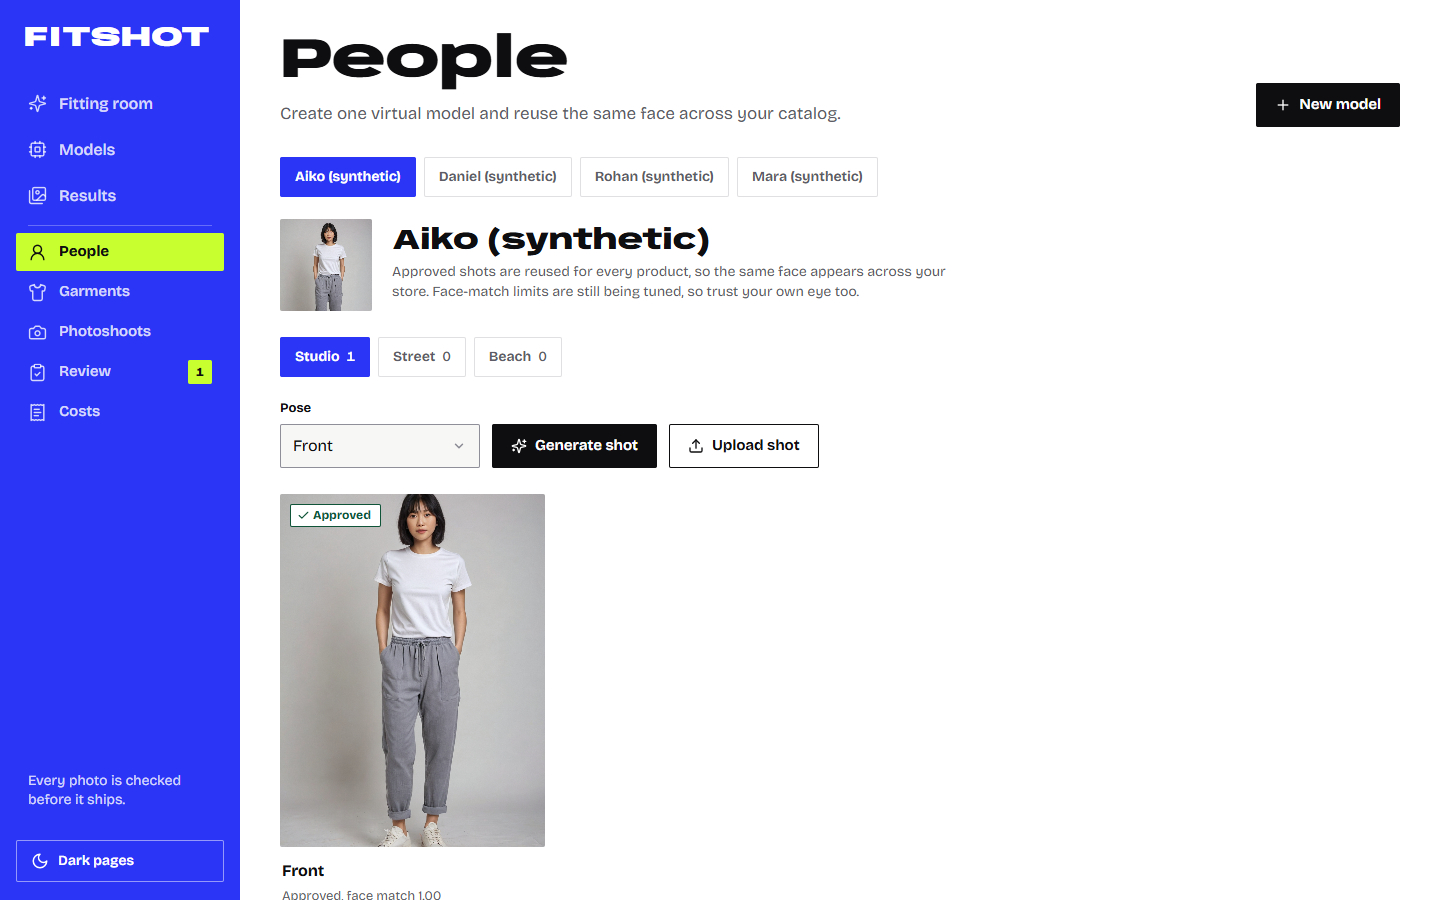 FITSHOT
Fitting room
Models
Results
People
Garments
Photoshoots
Review 1
Costs
Every photo is checked
before it ships.
Dark pages
People
Create one virtual model and reuse the same face across your catalog.
New model
Aiko (synthetic) Daniel (synthetic) Rohan (synthetic) Mara (synthetic)
Aiko (synthetic)
Approved shots are reused for every product, so the same face appears across your
store. Face-match limits are still being tuned, so trust your own eye too.
Studio 1 Street 0 Beach 0
Pose
Front Generate shot Upload shot
Approved
Front
Approved, face match 1.00